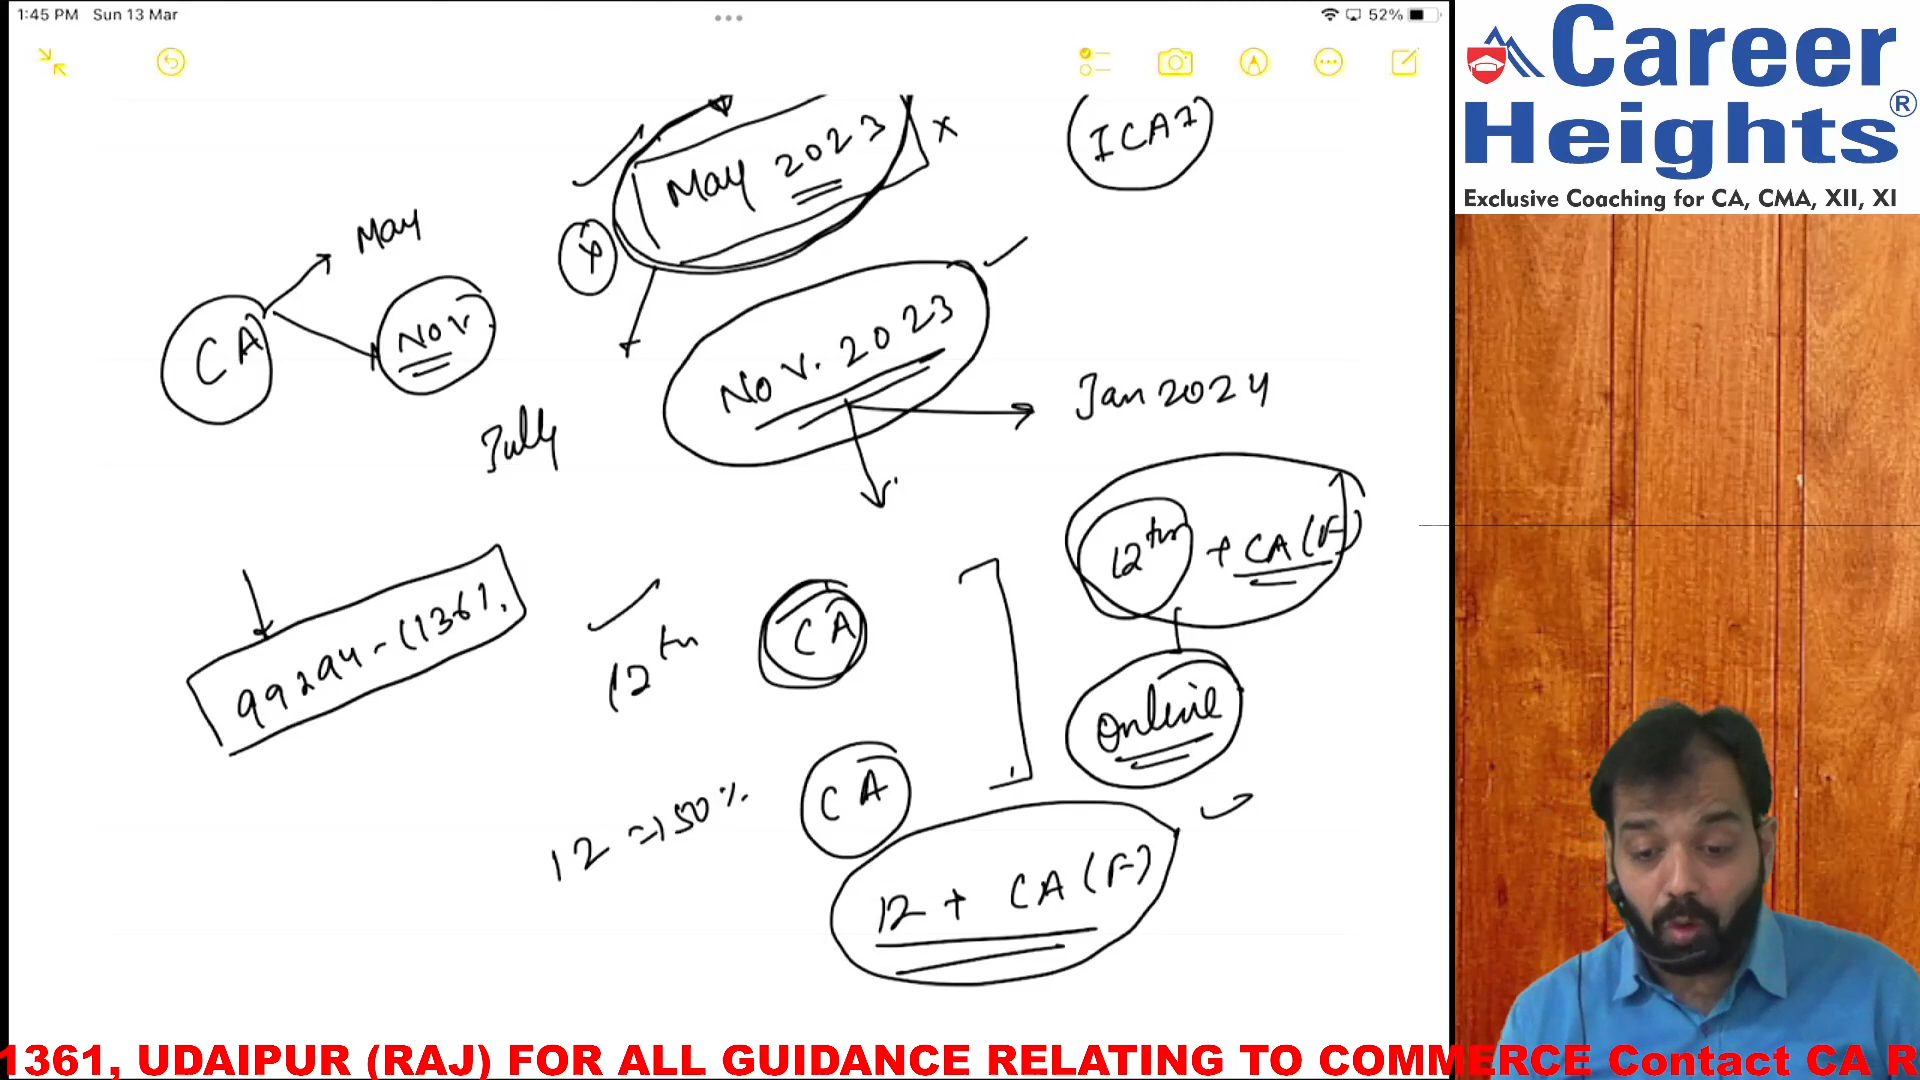 1:45 PM Sun 13 Mar
52%
Career
Heights®
Exclusive Coaching for CA, CMA, XII, XI
May 2023
x
ICAI
May
CA
Nov
Nov. 2023
Jan 2024
July
12th + CA (F)
99294-11361.
12th
CA
Online
12 => 50%
CA
12 + CA (F)
1361, UDAIPUR (RAJ) FOR ALL GUIDANCE RELATING TO COMMERCE Contact CA R